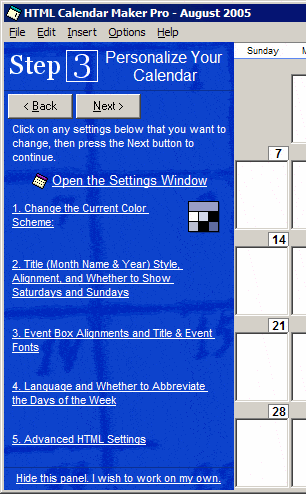 HTML Calendar Maker Pro - August 2005
File Edit Insert Options Help
Step 3
Personalize Your
Calendar
< Back
Next >
Click on any settings below that you want to
change, then press the Next button to
continue.
Open the Settings Window
1. Change the Current Color
Scheme:
2. Title (Month Name & Year) Style,
Alignment, and Whether to Show
Saturdays and Sundays
3. Event Box Alignments and Title & Event
Fonts
4. Language and Whether to Abbreviate
the Days of the Week
5. Advanced HTML Settings
Hide this panel. I wish to work on my own.
Sunday
M
7
14
21
28